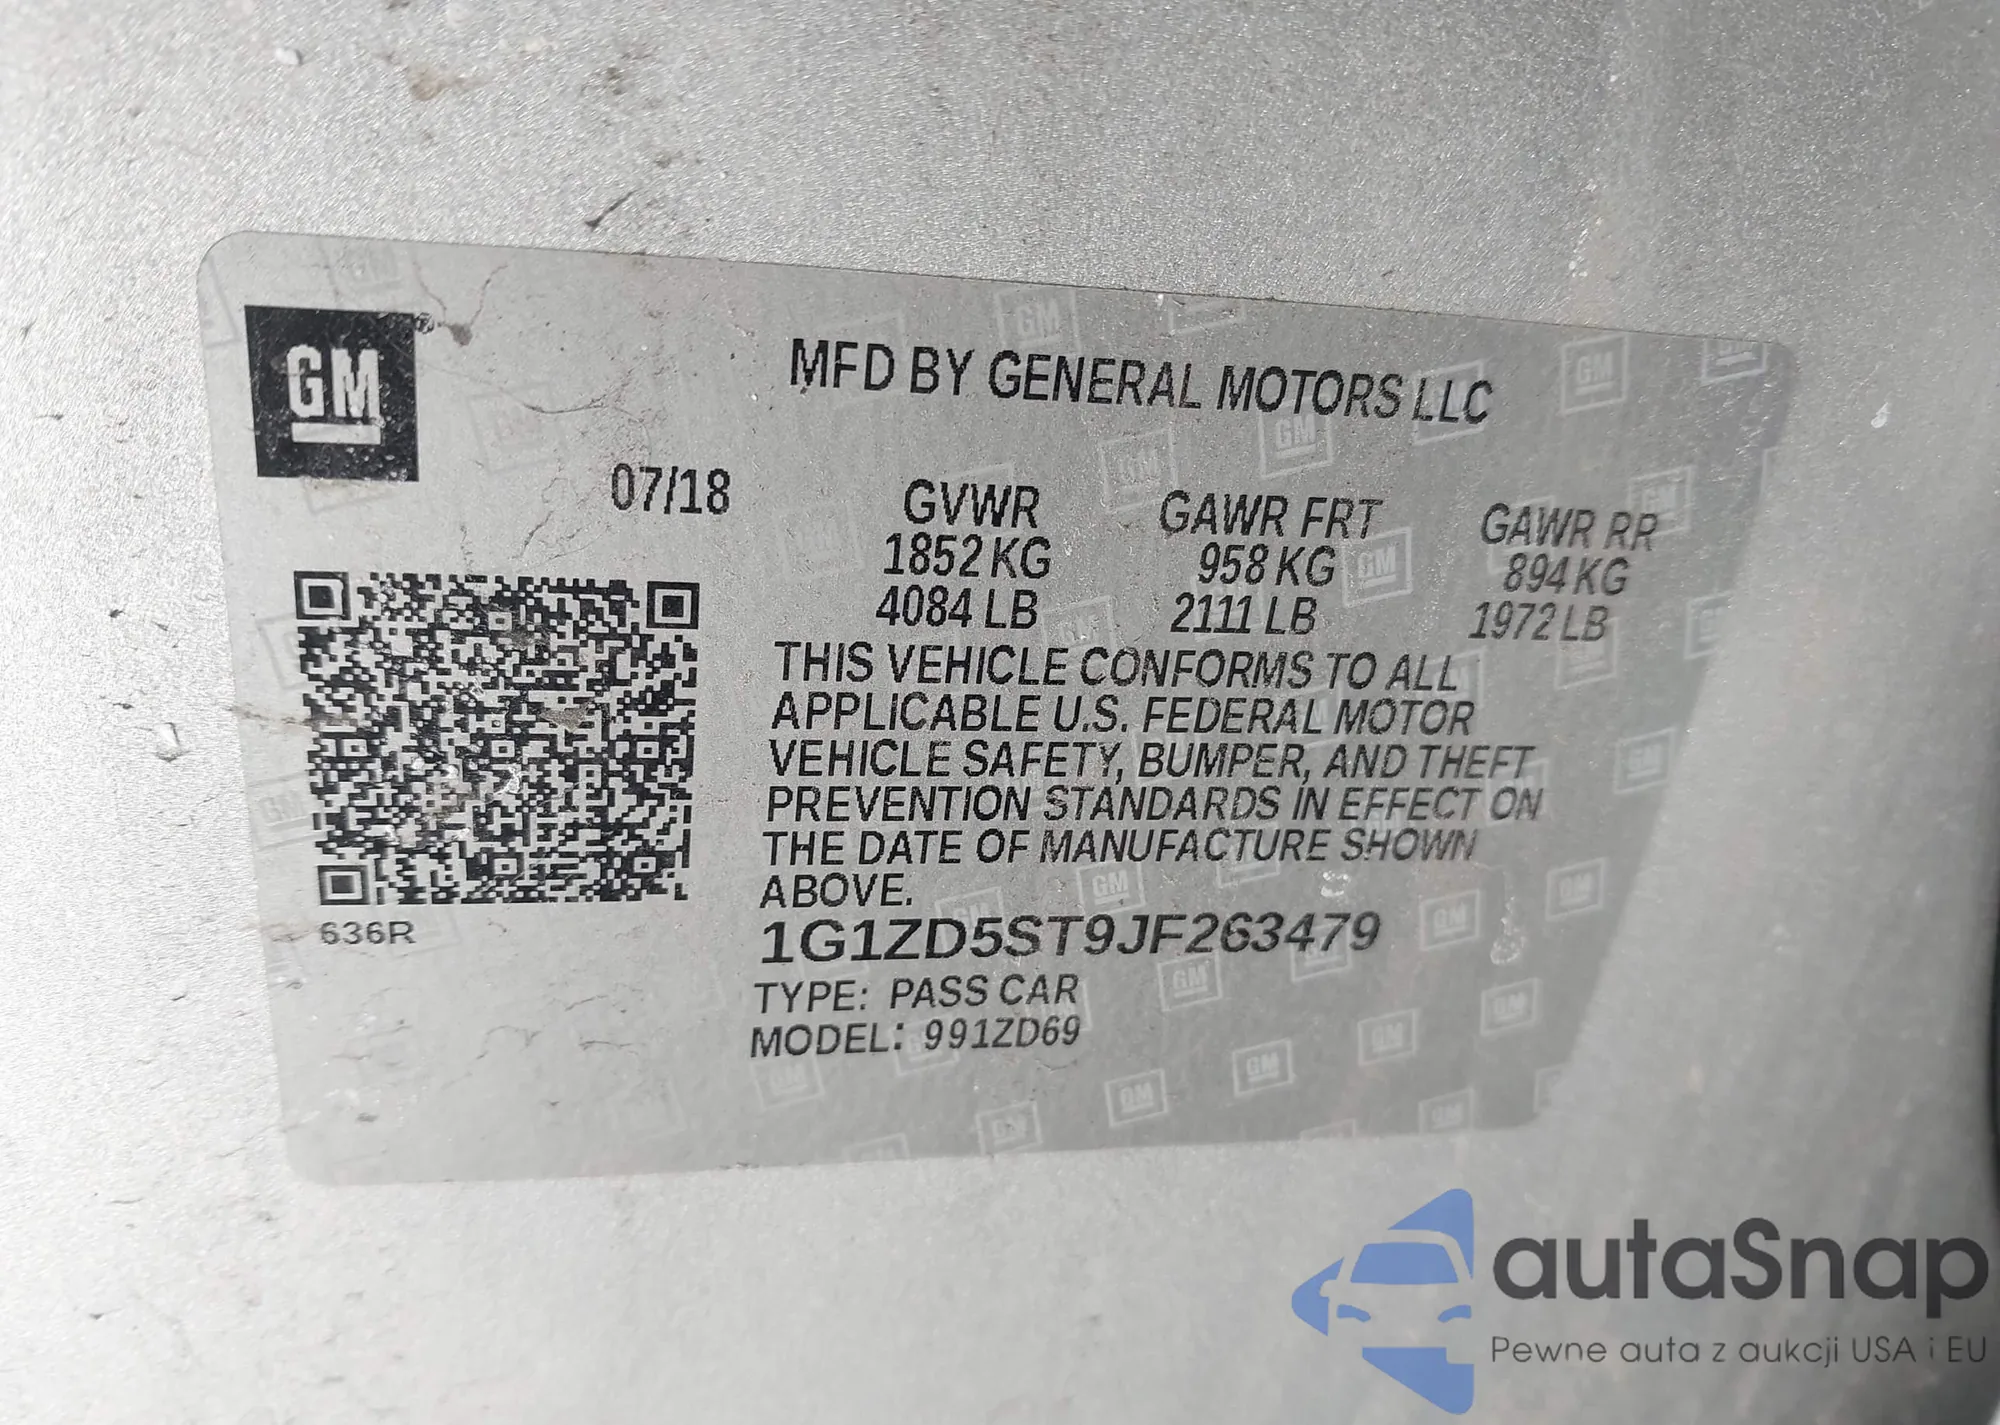 GM
MFD BY GENERAL MOTORS LLC
07/18
GVWR GAWR FRT GAWR RR
1852 KG 958 KG 894 KG
4084 LB 2111 LB 1972 LB
THIS VEHICLE CONFORMS TO ALL
APPLICABLE U.S. FEDERAL MOTOR
VEHICLE SAFETY, BUMPER, AND THEFT
PREVENTION STANDARDS IN EFFECT ON
THE DATE OF MANUFACTURE SHOWN
ABOVE.
636R
1G1ZD5ST9JF263479
TYPE: PASS CAR
MODEL: 991ZD69
autaSnap
Pewne auta z aukcji USA i EU